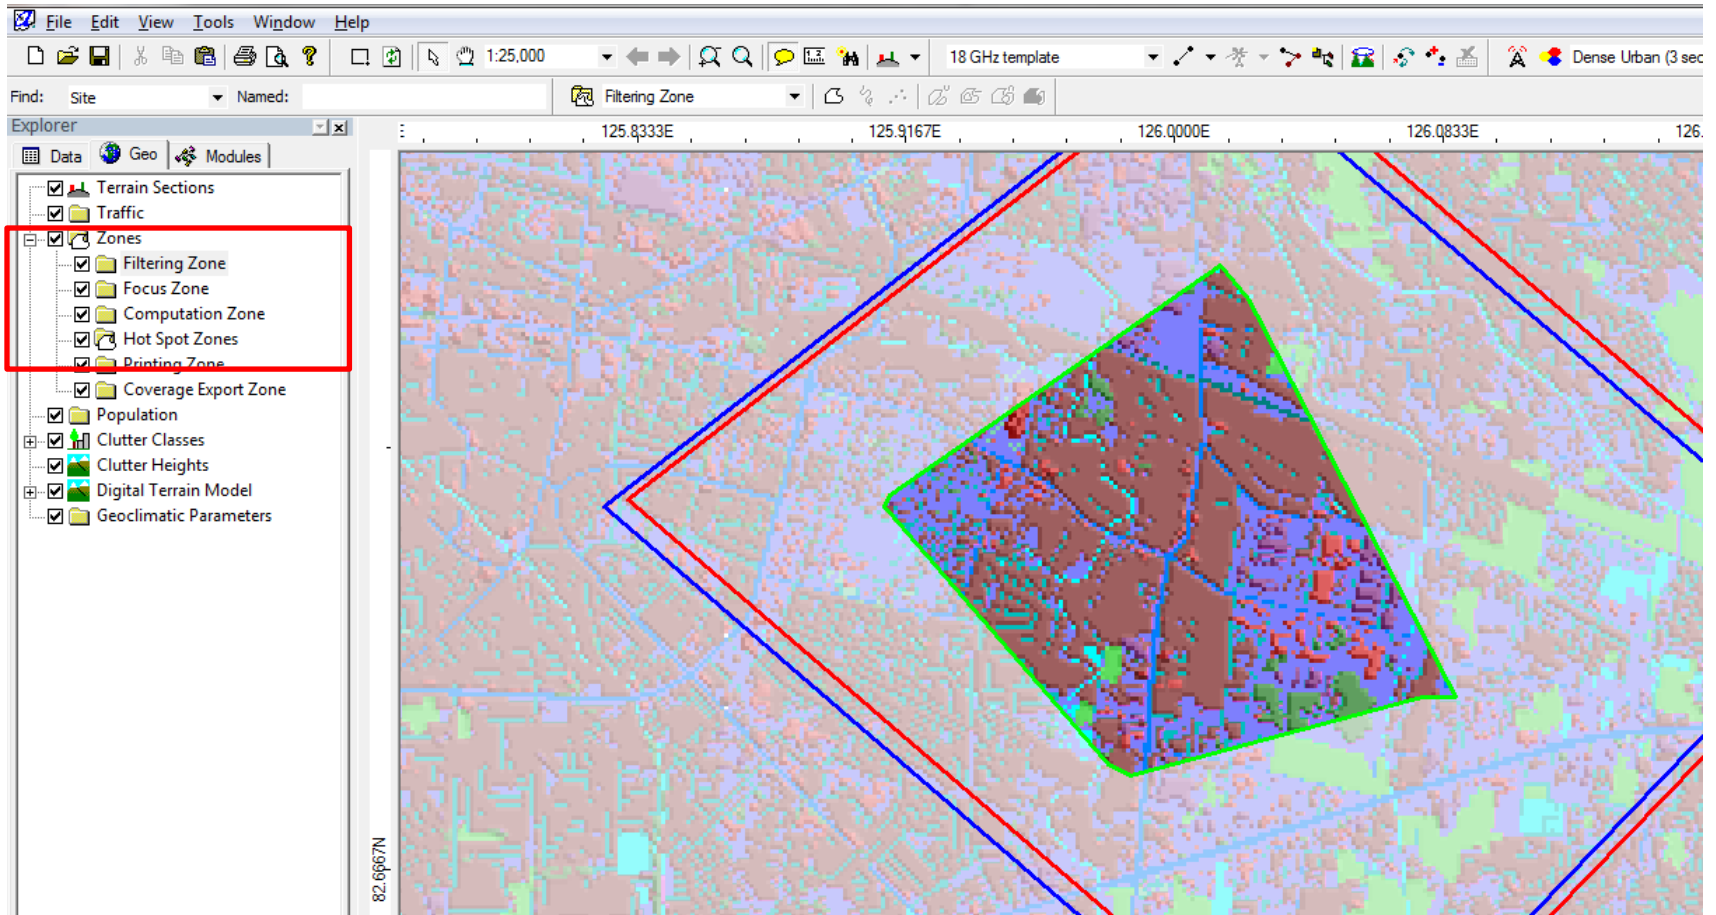 File Edit View Tools Window Help
1:25,000 18 GHz template Dense Urban (3 sec
Find: Site Named: Filtering Zone
Explorer
Data Geo Modules
125.8333E 125.9167E 126.0000E 126.0833E 126.
Terrain Sections
Traffic
Zones
Filtering Zone
Focus Zone
Computation Zone
Hot Spot Zones
Printing Zone
Coverage Export Zone
Population
Clutter Classes
Clutter Heights
Digital Terrain Model
Geoclimatic Parameters
82.6667N